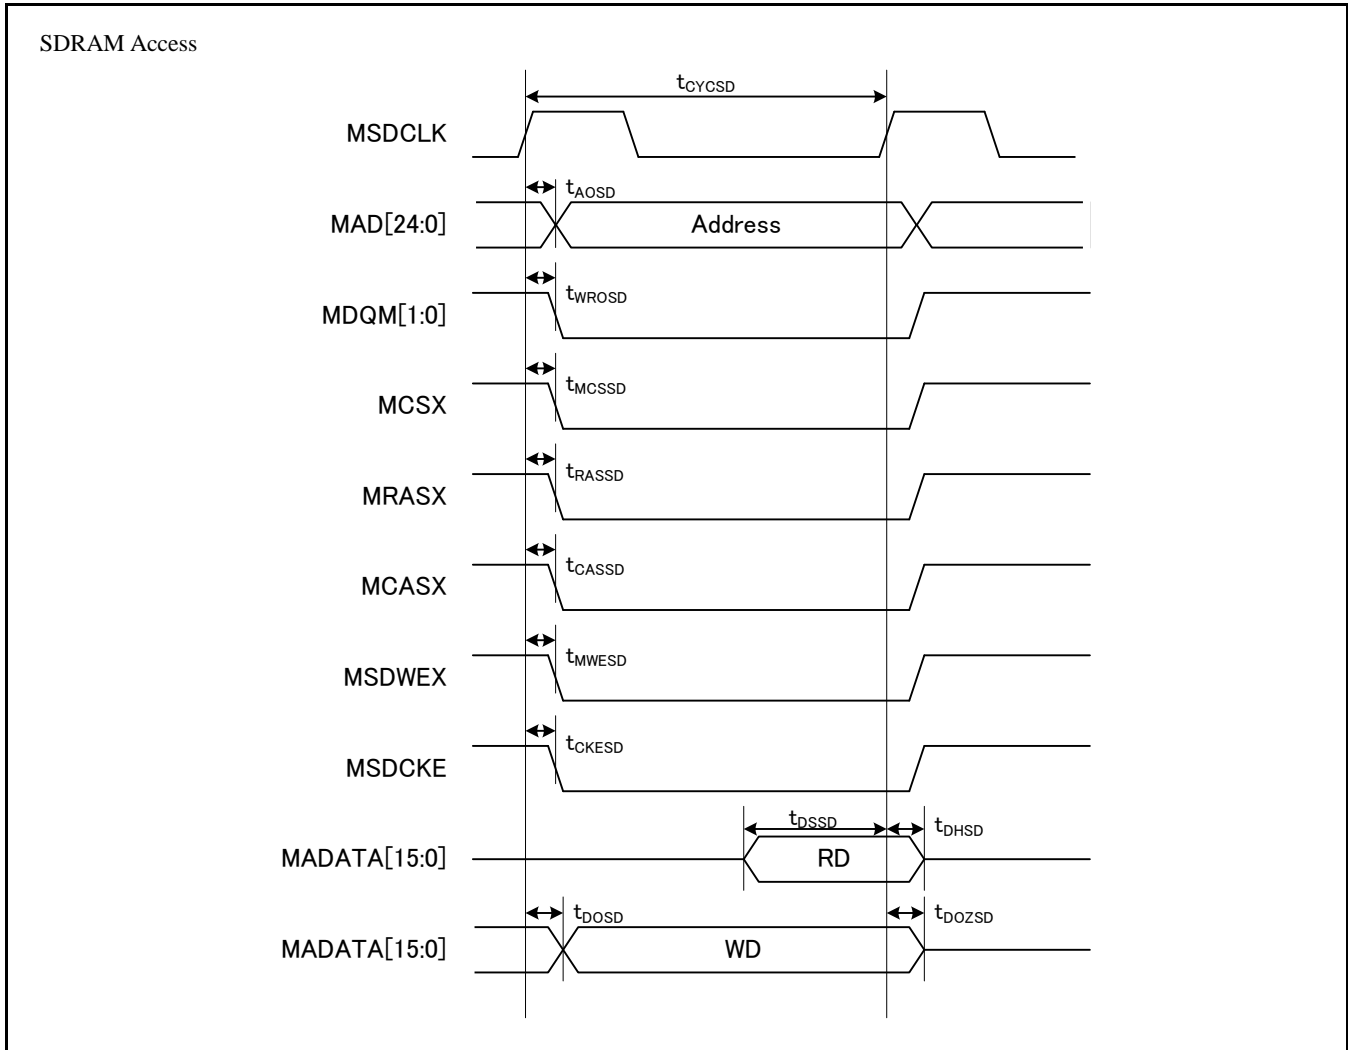 SDRAM Access
tCYCSD
MSDCLK
tAOSD
MAD[24:0]
Address
tWROSD
MDQM[1:0]
tMCSSD
MCSX
tRASSD
MRASX
tCASSD
MCASX
tMWESD
MSDWEX
tCKESD
MSDCKE
tDSSD
tDHSD
MADATA[15:0]
RD
tDOSD
tDOZSD
MADATA[15:0]
WD